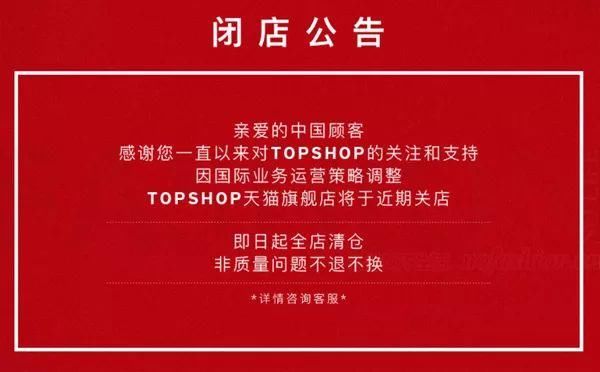 闭店公告
亲爱的中国顾客
感谢您一直以来对TOPSHOP的关注和支持
因国际业务运营策略调整
TOPSHOP天猫旗舰店将于近期关店
即日起全店清仓
非质量问题不退不换
*详情咨询客服*